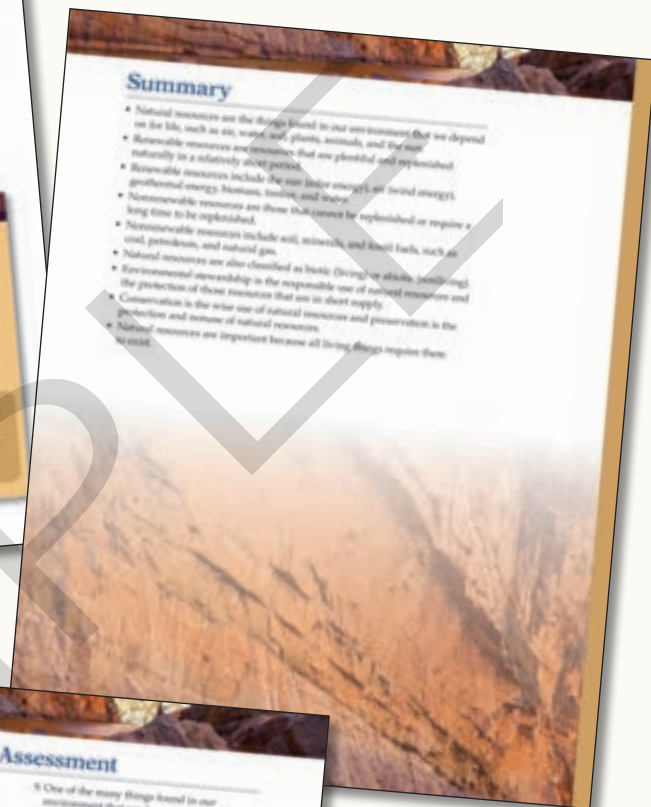 Summary
• Natural resources are the things found in our environment that we depend
on for life, such as air, water, soil, plants, animals, and the sun.
• Renewable resources are resources that are plentiful and replenished
naturally in a relatively short period.
• Renewable resources include the sun (solar energy), air (wind energy),
geothermal energy, biomass, timber, and water.
• Nonrenewable resources are those that cannot be replenished or require a
long time to be replenished.
• Nonrenewable resources include soil, minerals, and fossil fuels, such as
coal, petroleum, and natural gas.
• Natural resources are also classified as biotic (living) or abiotic (nonliving).
• Environmental stewardship is the responsible use of natural resources and
the protection of those resources that are in short supply.
• Conservation is the wise use of natural resources and preservation is the
protection and nonuse of natural resources.
• Natural resources are important because all living things require them
to exist.
PLE
Assessment
One of the many things found in our
environment that